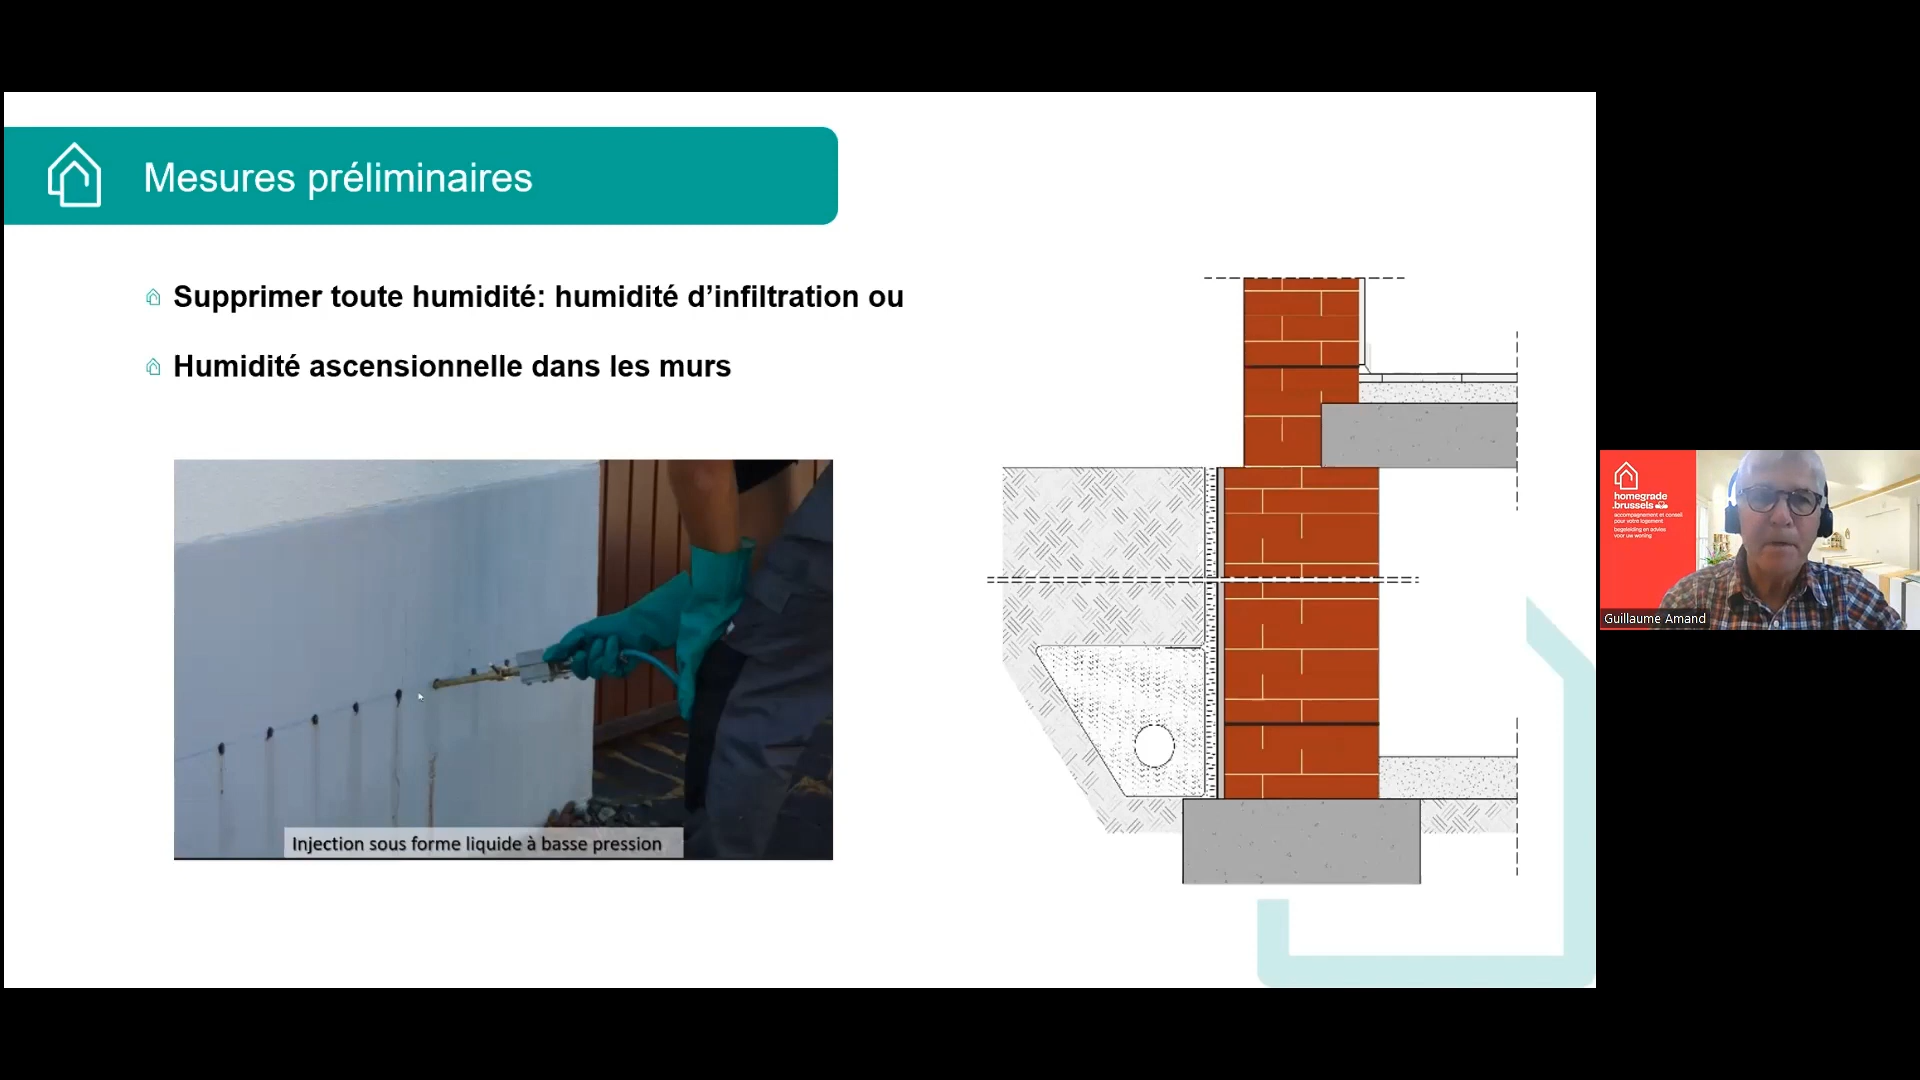 Mesures préliminaires
Supprimer toute humidité: humidité d’infiltration ou
Humidité ascensionnelle dans les murs
Injection sous forme liquide à basse pression
homegrade
.brussels
accompagnement et conseil
pour votre logement
begeleiding en advies
voor uw woning
Guillaume Amand